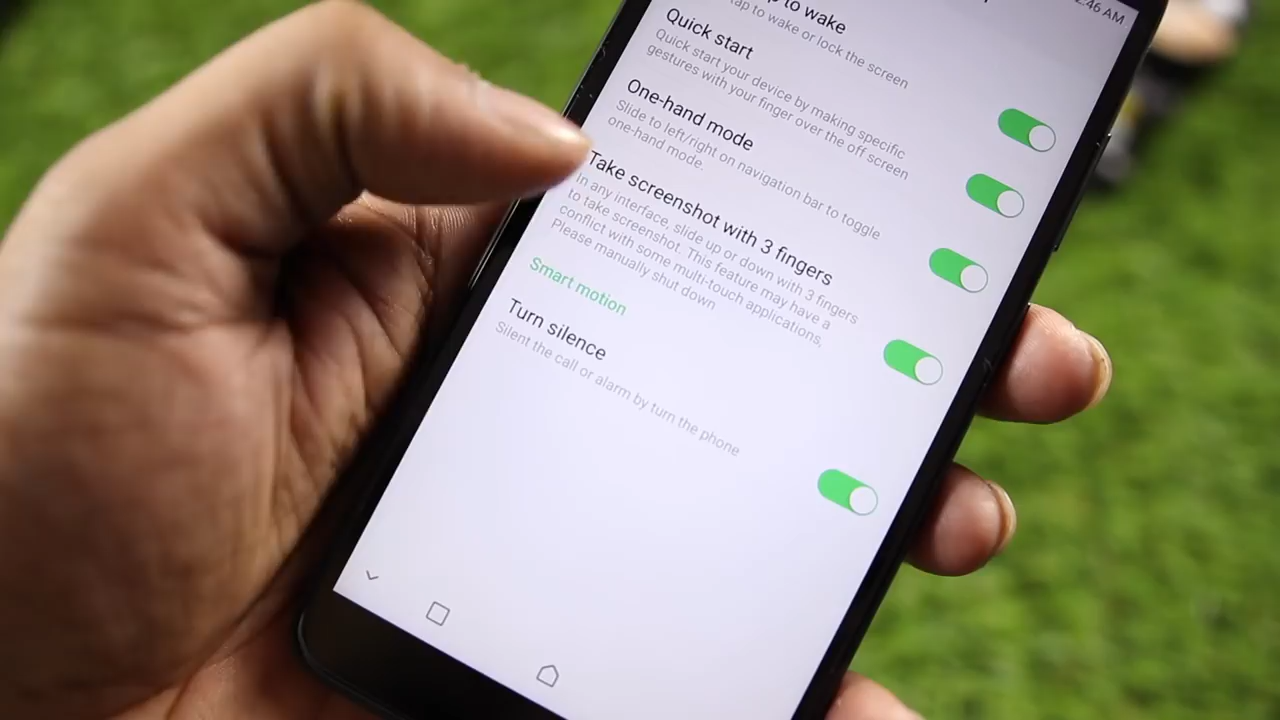 :46 AM
to wake
tap to wake or lock the screen
Quick start
Quick start your device by making specific
gestures with your finger over the off screen
One-hand mode
Slide to left/right on navigation bar to toggle
one-hand mode.
Take screenshot with 3 fingers
In any interface, slide up or down with 3 fingers
to take screenshot. This feature may have a
conflict with some multi-touch applications,
Please manually shut down
Smart motion
Turn silence
Silent the call or alarm by turn the phone